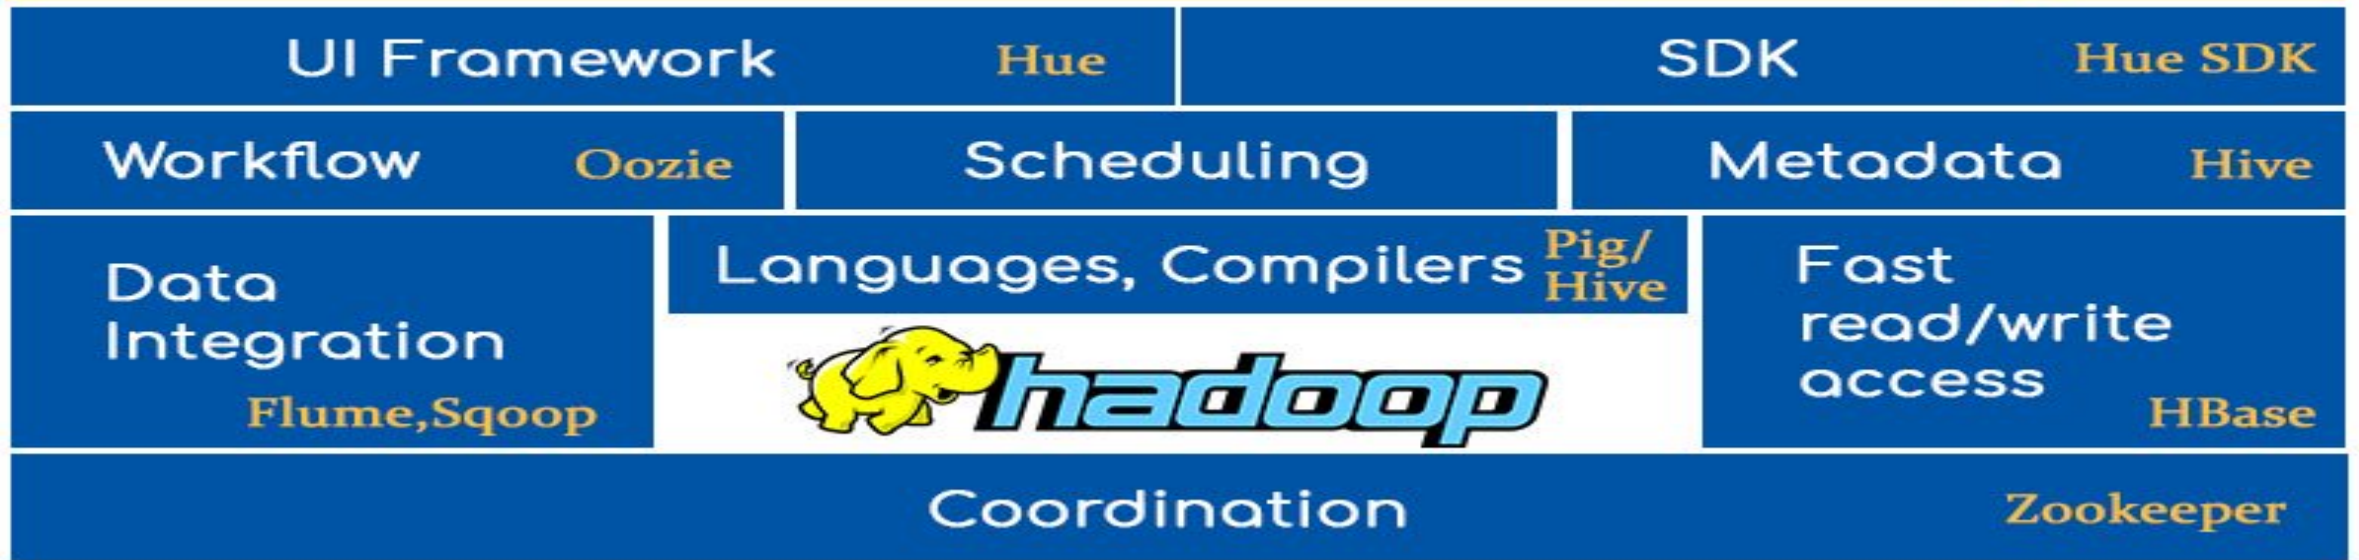 UI Framework Hue
SDK Hue SDK
Workflow Oozie
Scheduling
Metadata Hive
Data
Integration
Flume,Sqoop
Languages, Compilers Pig/
Hive
hadoop
Fast
read/write
access
HBase
Coordination Zookeeper